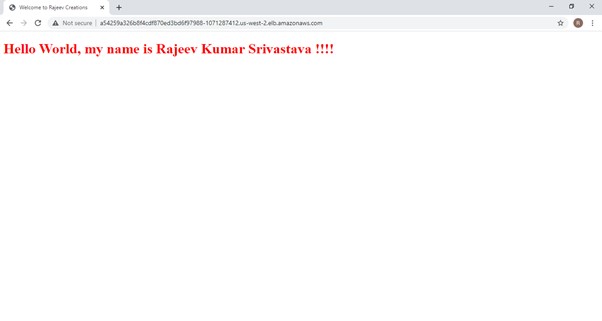 Welcome to Rajeev Creations
Not secure | a54259a326b8f4cdf870ed3bd6f97988-1071287412.us-west-2.elb.amazonaws.com
R
Hello World, my name is Rajeev Kumar Srivastava !!!!